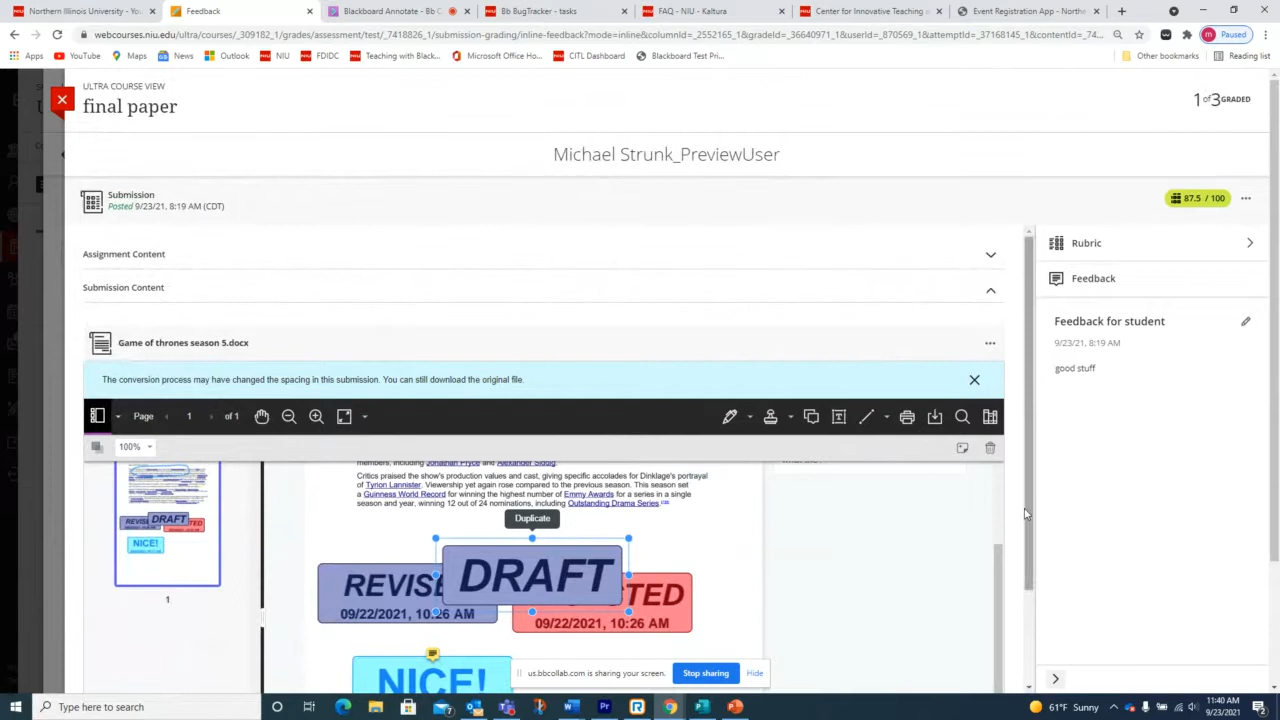 Northern Illinois University - You
Feedback
Blackboard Annotate - Bb C
Bb BugTracker - tasks
FAQ - NIU - Kaltura
Center for Innovative Teaching a
Event Registration App - Northe
webcourses.niu.edu/ultra/courses/_309182_1/grades/assessment/test/_7418826_1/submission-grading/inline-feedback?mode=inline&columnId=_2552165_1&gradeId=_36640971_1&userId=_870569_1&attemptId=_37168145_1&contentId=_74...
Paused
Apps
YouTube
Maps
News
Outlook
NIU
FDIDC
Teaching with Black...
Microsoft Office Ho...
CITL Dashboard
Blackboard Test Pri...
Other bookmarks
Reading list
ULTRA COURSE VIEW
final paper
1 of 3 GRADED
Michael Strunk_PreviewUser
Submission
Posted 9/23/21, 8:19 AM (CDT)
87.5 / 100
Assignment Content
Submission Content
Rubric
Feedback
Feedback for student
9/23/21, 8:19 AM
good stuff
Game of thrones season 5.docx
The conversion process may have changed the spacing in this submission. You can still download the original file.
Page 1 of 1
100%
members, including Jonathan Pryce and Alexander Siddig.
Critics praised the show's production values and cast, giving specific accolades for Dinklage's portrayal
of Tyrion Lannister. Viewership yet again rose compared to the previous season. This season set
a Guinness World Record for winning the highest number of Emmy Awards for a series in a single
season and year, winning 12 out of 24 nominations, including Outstanding Drama Series.
Duplicate
REVISE
DRAFT
TED
09/22/2021, 10:26 AM
09/22/2021, 10:26 AM
NICE!
REVISE
DRAFT
TED
NICE!
1
us.bbcollab.com is sharing your screen.
Stop sharing
Hide
Type here to search
61°F Sunny
11:40 AM
9/23/2021